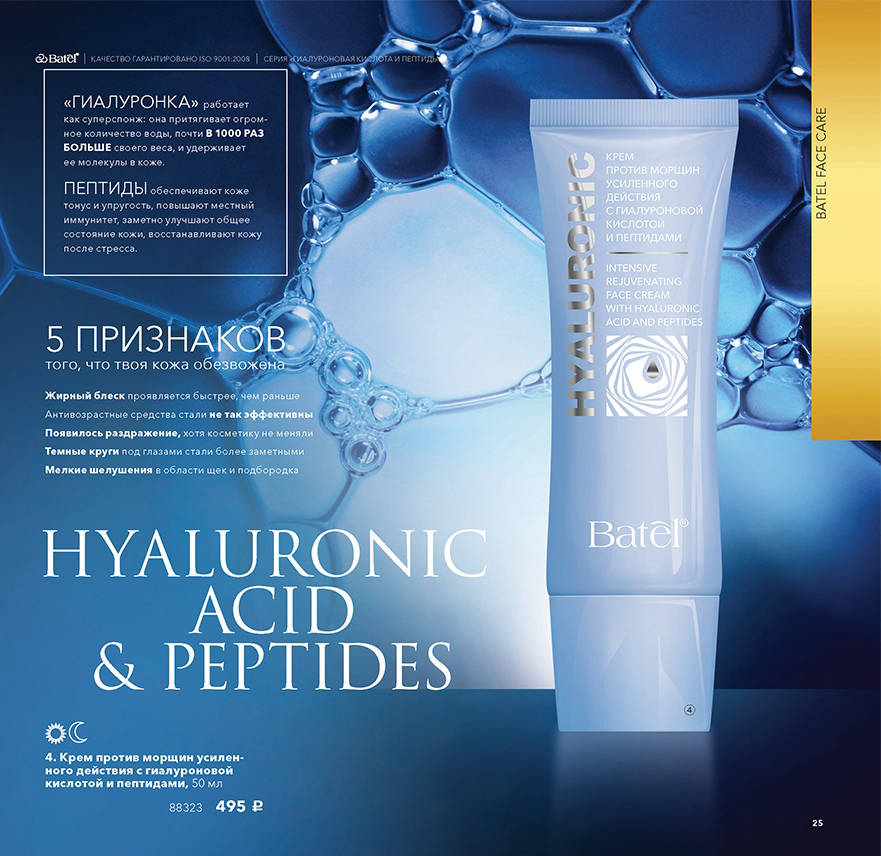 Batel® | КАЧЕСТВО ГАРАНТИРОВАНО ISO 9001:2008 | СЕРИЯ «ГИАЛУРОНОВАЯ КИСЛОТА И ПЕПТИДЫ»
«ГИАЛУРОНКА» работает
как суперспонж: она притягивает огром-
ное количество воды, почти В 1000 РАЗ
БОЛЬШЕ своего веса, и удерживает
ее молекулы в коже.
ПЕПТИДЫ обеспечивают коже
тонус и упругость, повышают местный
иммунитет, заметно улучшают общее
состояние кожи, восстанавливают кожу
после стресса.
5 ПРИЗНАКОВ
того, что твоя кожа обезвожена
Жирный блеск проявляется быстрее, чем раньше
Антивозрастные средства стали не так эффективны
Появилось раздражение, хотя косметику не меняли
Темные круги под глазами стали более заметными
Мелкие шелушения в области щек и подбородка
HYALURONIC
ACID
& PEPTIDES
4. Крем против морщин усилен-
ного действия с гиалуроновой
кислотой и пептидами, 50 мл
88323 495 ₽
HYALURONIC
КРЕМ
ПРОТИВ МОРЩИН
УСИЛЕННОГО
ДЕЙСТВИЯ
С ГИАЛУРОНОВОЙ
КИСЛОТОЙ
И ПЕПТИДАМИ
INTENSIVE
REJUVENATING
FACE CREAM
WITH HYALURONIC
ACID AND PEPTIDES
Batel®
4
BATEL FACE CARE
25